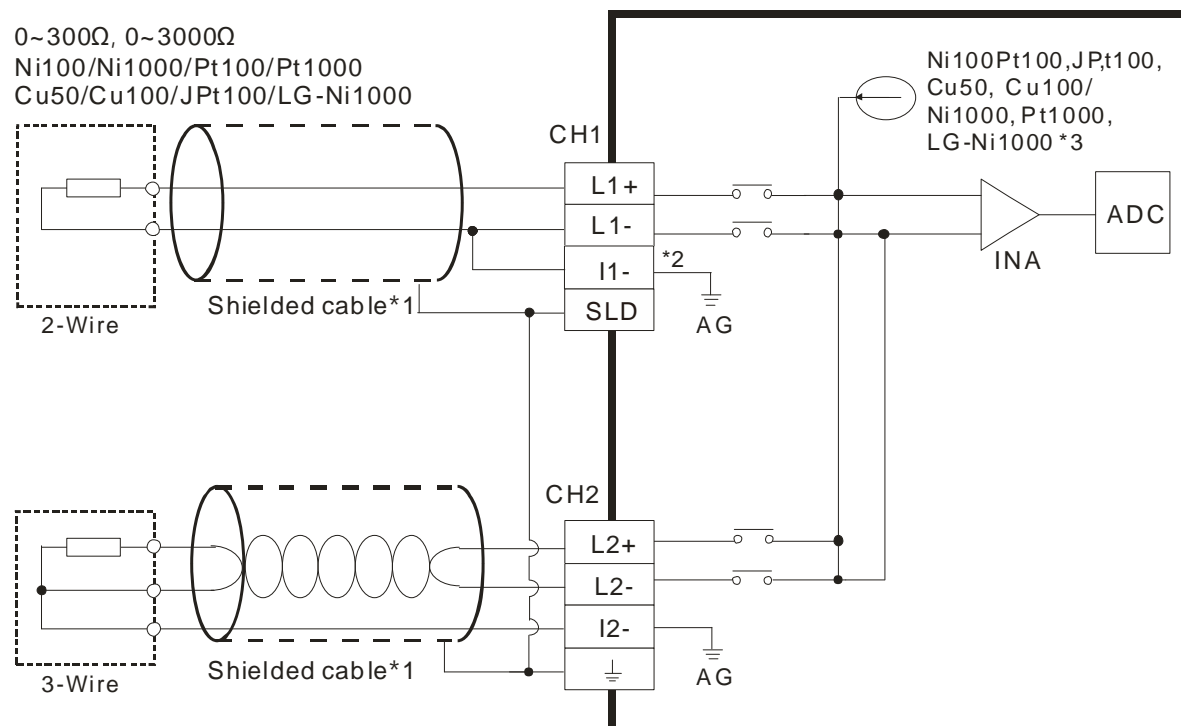 0~300Ω, 0~3000Ω
Ni100/Ni1000/Pt100/Pt1000
Cu50/Cu100/JPt100/LG-Ni1000
2-Wire
Shielded cable*1
CH1
L1+
L1-
I1-
SLD
*2
AG
Ni100Pt100,JP,t100,
Cu50, Cu100/
Ni1000, Pt1000,
LG-Ni1000 *3
INA
ADC
3-Wire
Shielded cable*1
CH2
L2+
L2-
I2-
AG